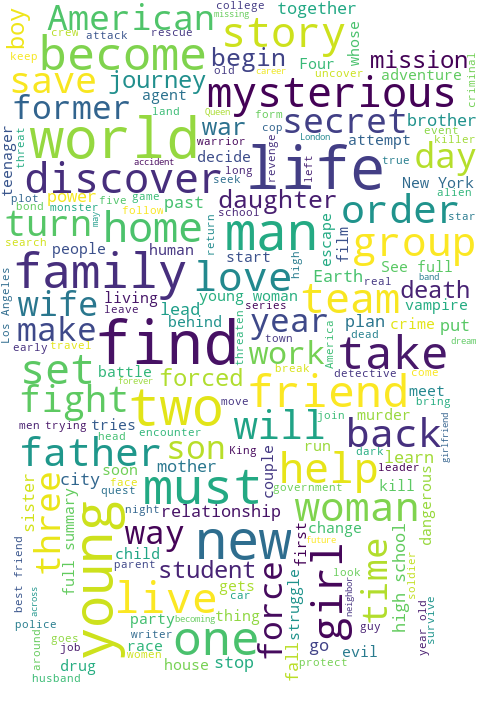 college
together
missing
American
story
boy
crew
attack
rescue
whose
keep
become
begin
Four
mission
old
career
uncover
adventure
save
journey
mysterious
criminal
agent
land
Queen
form
former
war
secret
brother
threat
teenager
world
warrior
cop
London
attempt
event
killer
decide
revenge
day
accident
long
left
true
discover
life
New York
plot
power
seek
alien
bond
monster
five
game
past
daughter
order
star
may
follow
school
turn
home
return
man
escape
film
group
search
people
human
start
high
See full
family
love
Earth
real
death
Los Angeles
living
young woman
team
vampire
wife
leave
lead
series
America
band
make
behind
threaten
year
plan
crime
put
early
travel
find
town
dead
take
dream
battle
work
detective
come
set
forced
break
friend
meet
forever
bring
fight
two
move
murder
men
trying
tries
will
join
back
girlfriend
head
encounter
King
run
dark
father
son
couple
help
learn
leader
city
soon
mother
face
kill
sister
full summary
quest
must
government
dangerous
three
night
relationship
woman
young
way
new
first
change
child
girl
time
high school
parent
student
force
future
look
soldier
best friend
live
gets
struggle
neighbor
across
car
survive
party
becoming
thing
year old
police
writer
one
guy
around
goes
job
race
women
go
fall
evil
drug
house
stop
protect
husband